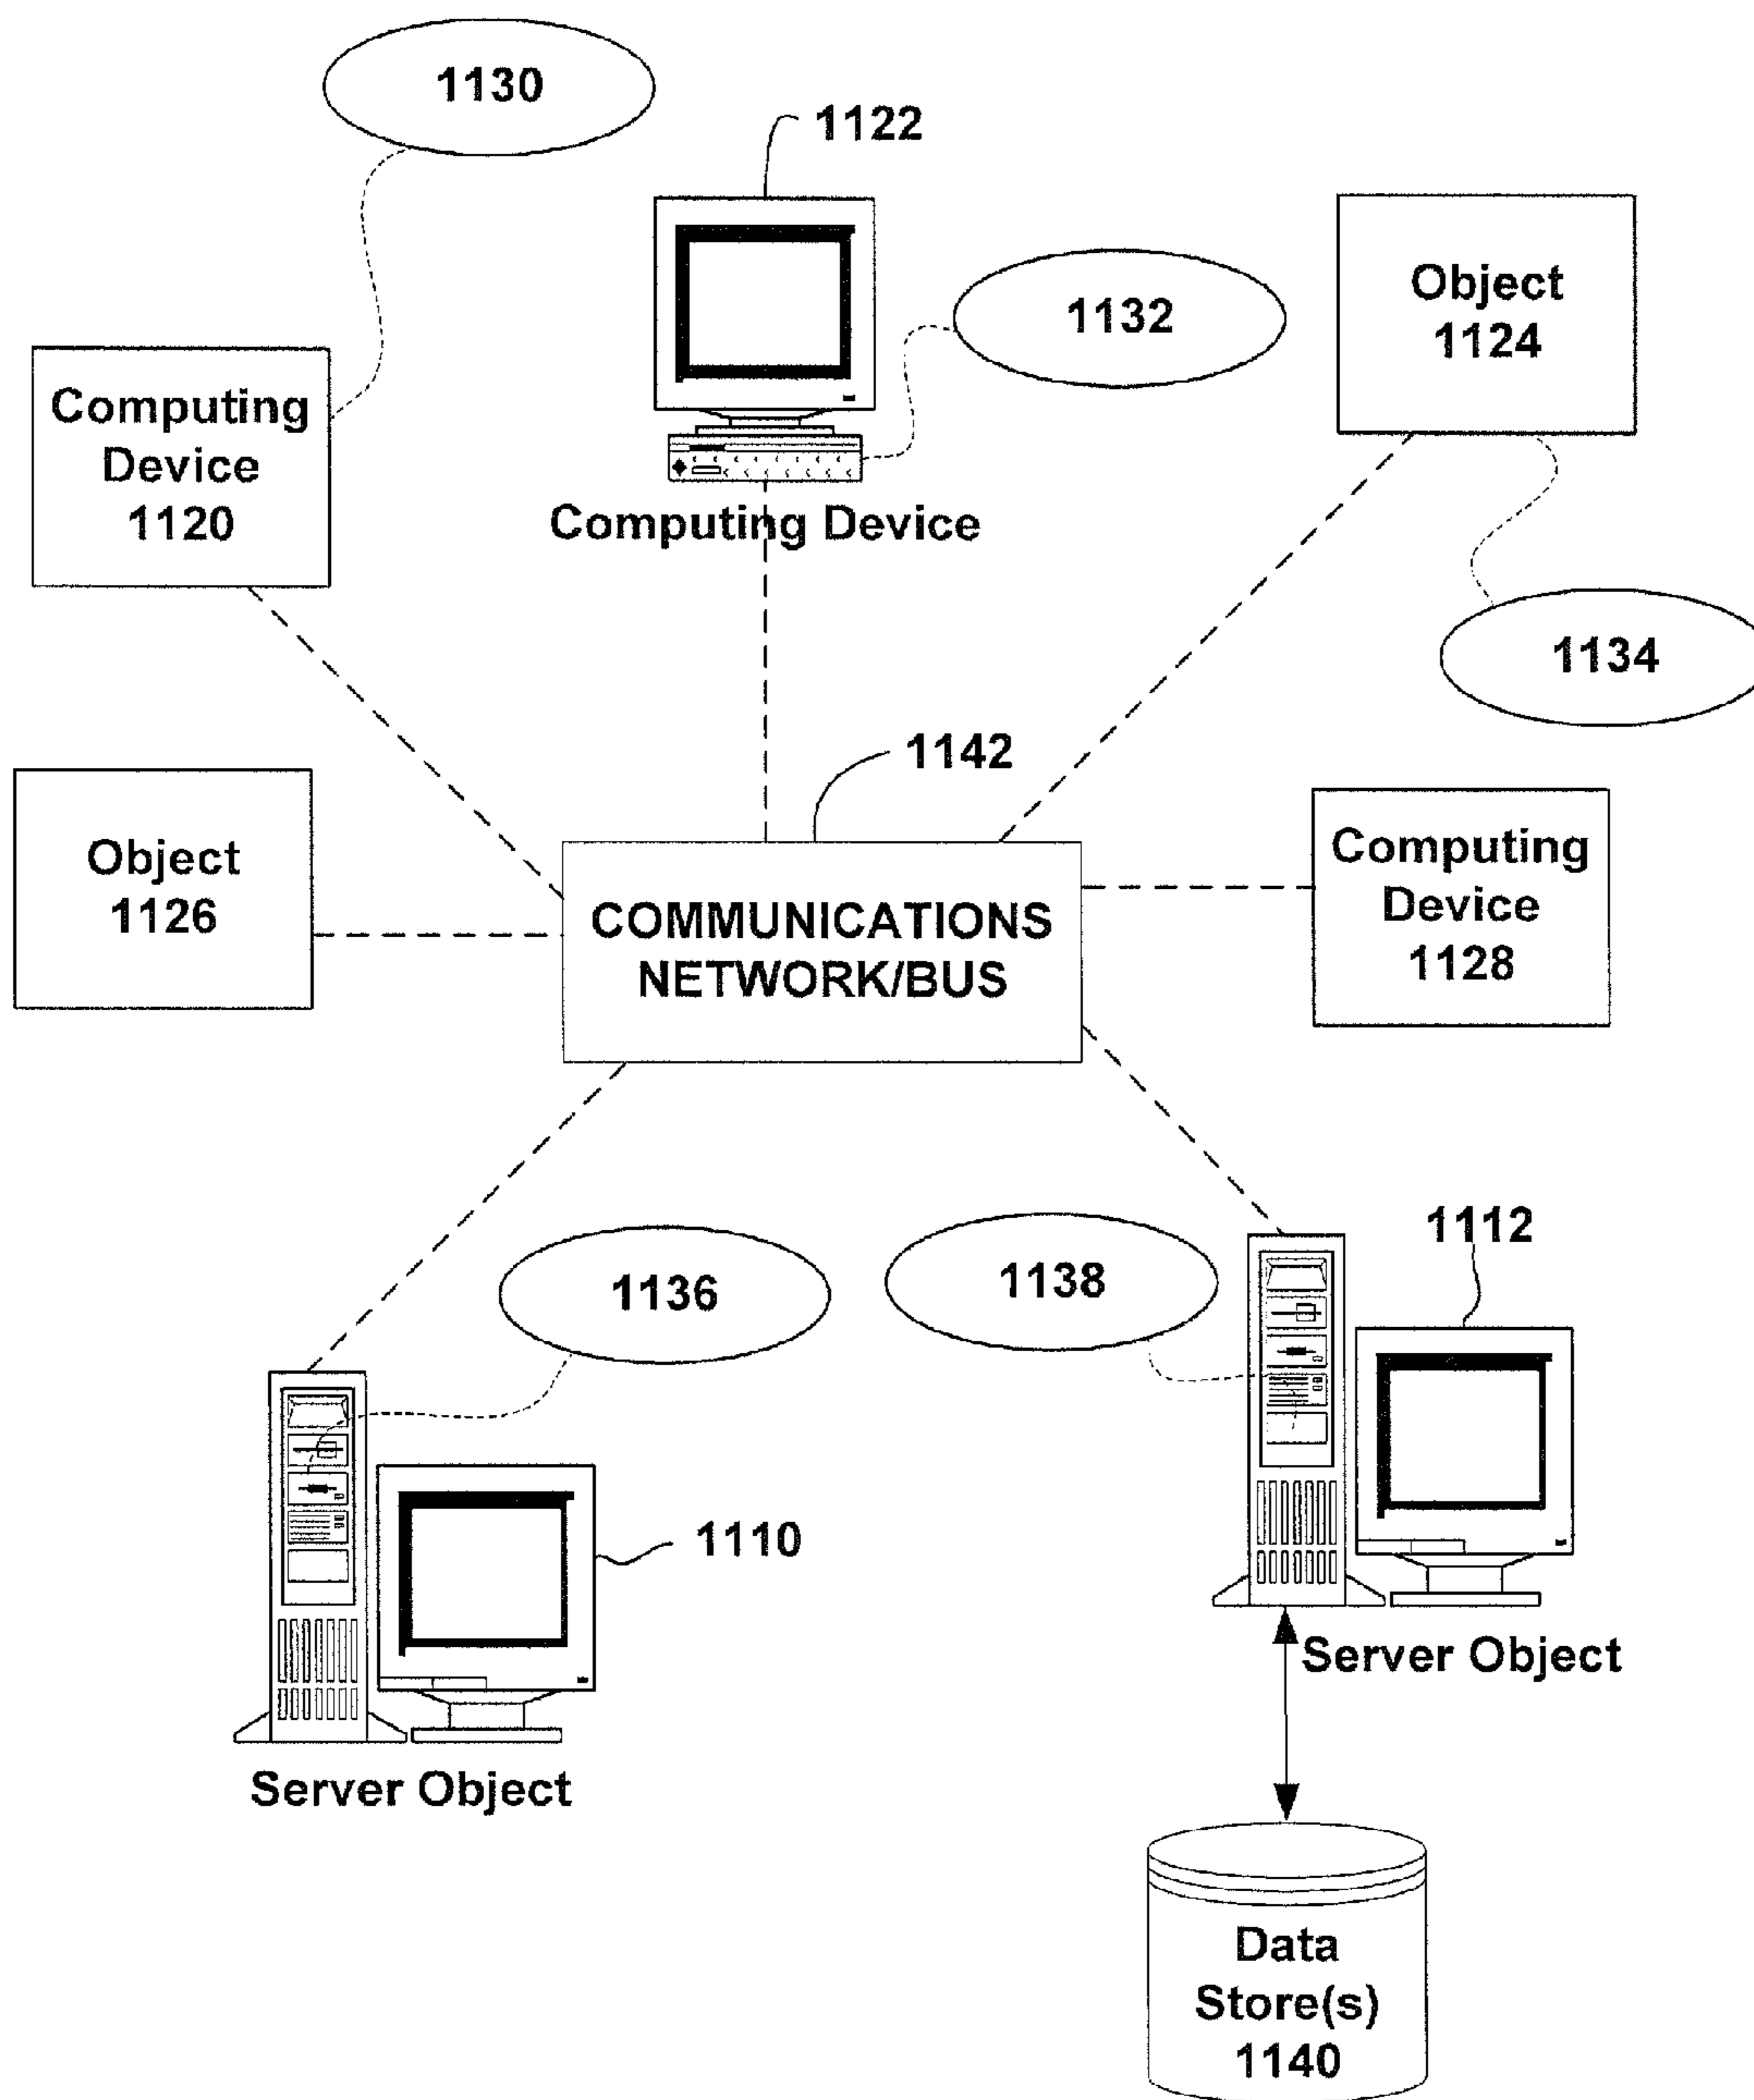 1130
1122
1132
Object
1124
Computing
Device
1120
Computing Device
1134
1142
Object
1126
COMMUNICATIONS
NETWORK/BUS
Computing
Device
1128
1136
1138
1112
1110
Server Object
Server Object
Data
Store(s)
1140